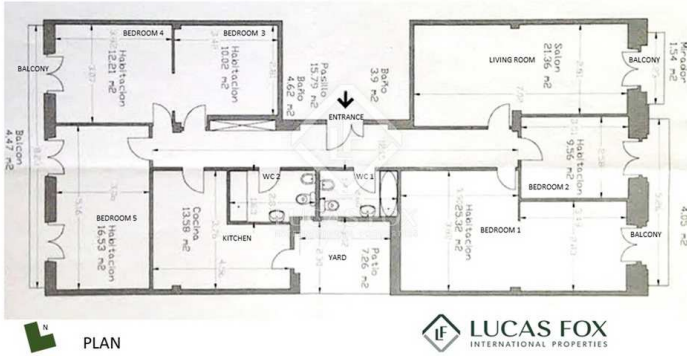 BEDROOM 4
BEDROOM 3
BALCONY
Habitacion
12.21 m2
Habitacion
10.02 m2
Pasillo
15.79 m2
Baño
4.62 m2
Baño
3.9 m2
ENTRANCE
LIVING ROOM
Salon
21.36 m2
BALCONY
Mirador
1.54 m2
Balcon
4.47 m2
WC 2
WC 1
Habitacion
9.56 m2
BEDROOM 2
BEDROOM 5
Habitacion
16.53 m2
Cocina
13.58 m2
KITCHEN
YARD
Patio
7.26 m2
Habitacion
25.32 m2
BEDROOM 1
BALCONY
4.05 m2
N
PLAN
LUCAS FOX
INTERNATIONAL PROPERTIES